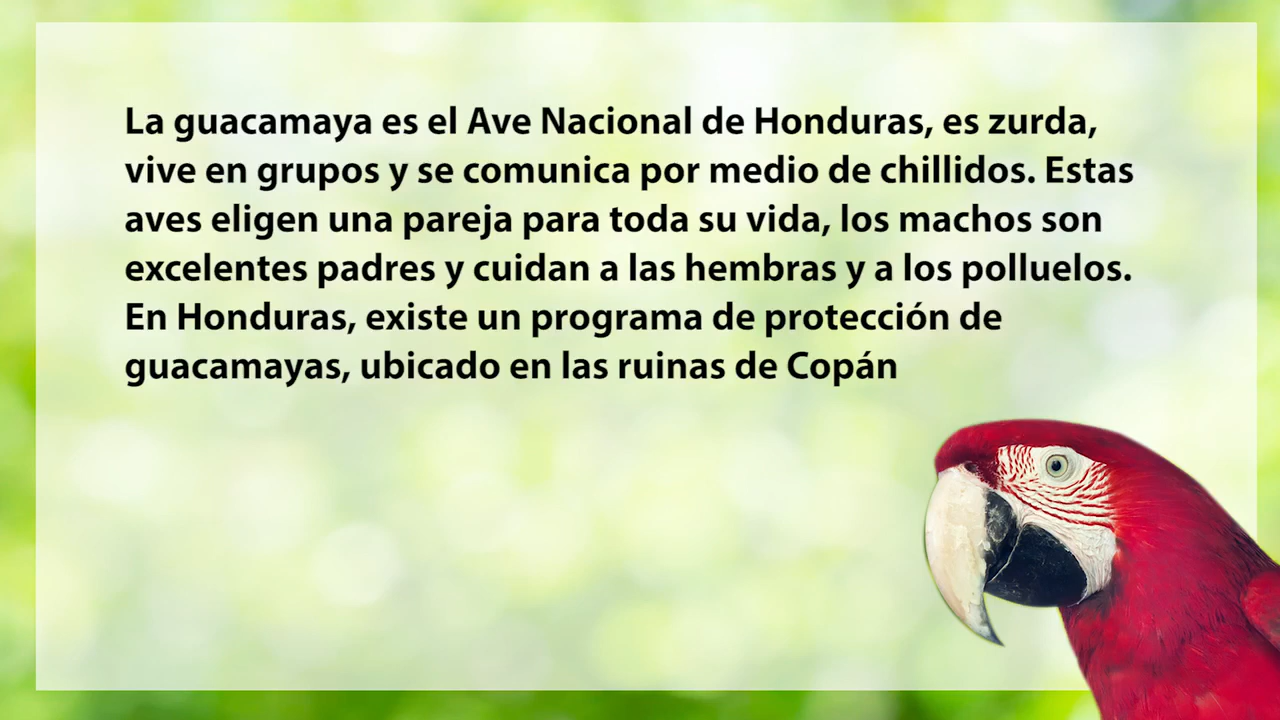 La guacamaya es el Ave Nacional de Honduras, es zurda,
vive en grupos y se comunica por medio de chillidos. Estas
aves eligen una pareja para toda su vida, los machos son
excelentes padres y cuidan a las hembras y a los polluelos.
En Honduras, existe un programa de protección de
guacamayas, ubicado en las ruinas de Copán